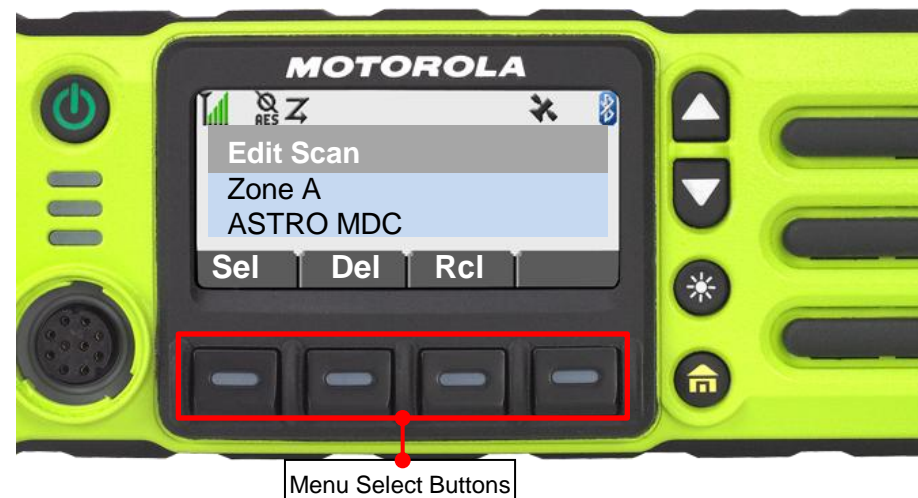 MOTOROLA
AES
Edit Scan
Zone A
ASTRO MDC
Sel Del Rcl
Menu Select Buttons